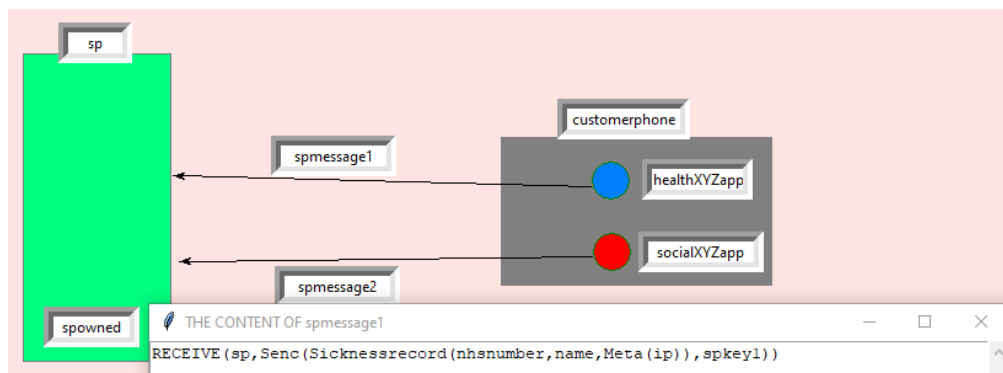 sp
customerphone
spmessage1
healthXYZapp
socialXYZapp
spmessage2
spowned
THE CONTENT OF spmessage1
RECEIVE(sp,Senc(Sicknessrecord(nhsnumber,name,Meta(ip)),spkey1))